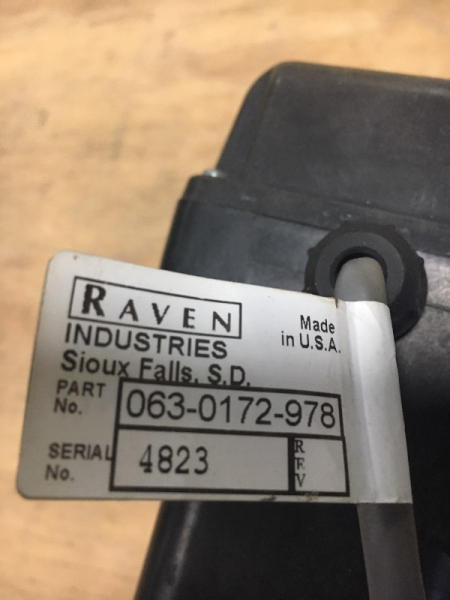 RAVEN
INDUSTRIES
Sioux Falls, S.D.
Made
in U.S.A.
PART
No.
063-0172-978
SERIAL
No.
4823
REV